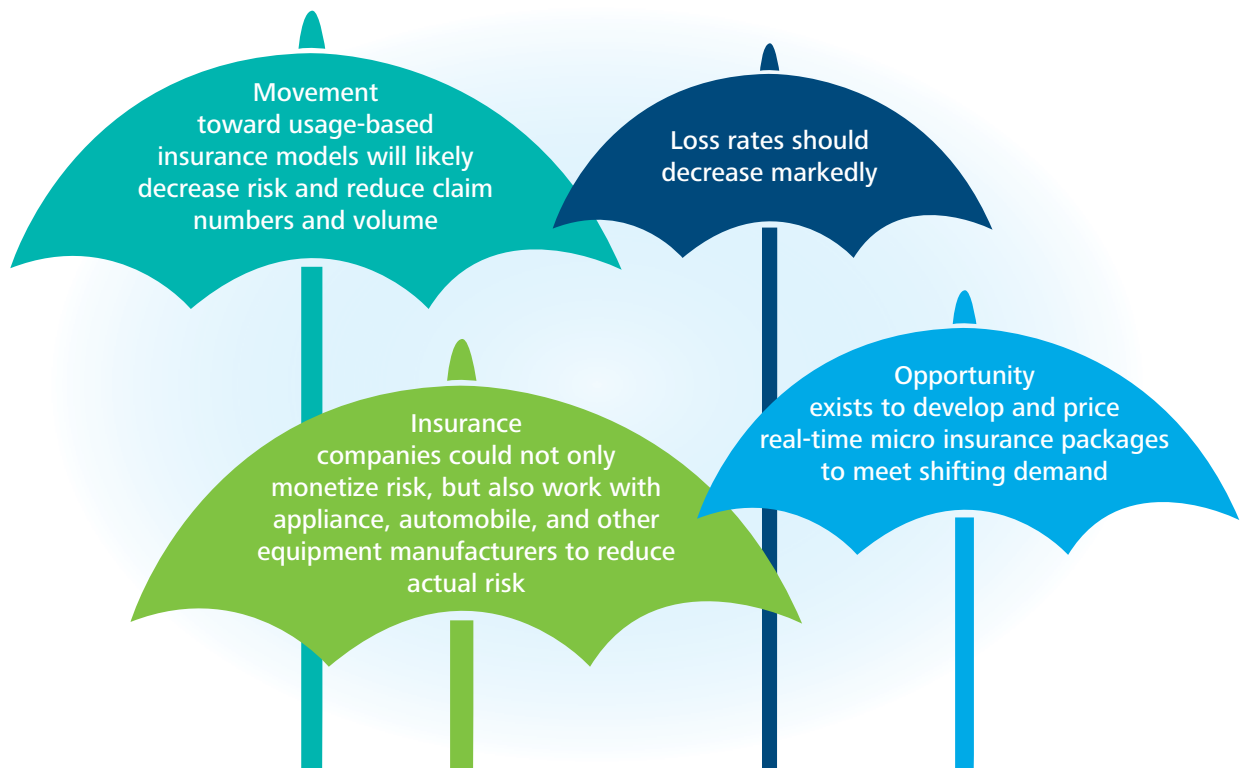 Movement
toward usage-based
insurance models will likely
decrease risk and reduce claim
numbers and volume
Loss rates should
decrease markedly
Insurance
companies could not only
monetize risk, but also work with
appliance, automobile, and other
equipment manufacturers to reduce
actual risk
Opportunity
exists to develop and price
real-time micro insurance packages
to meet shifting demand